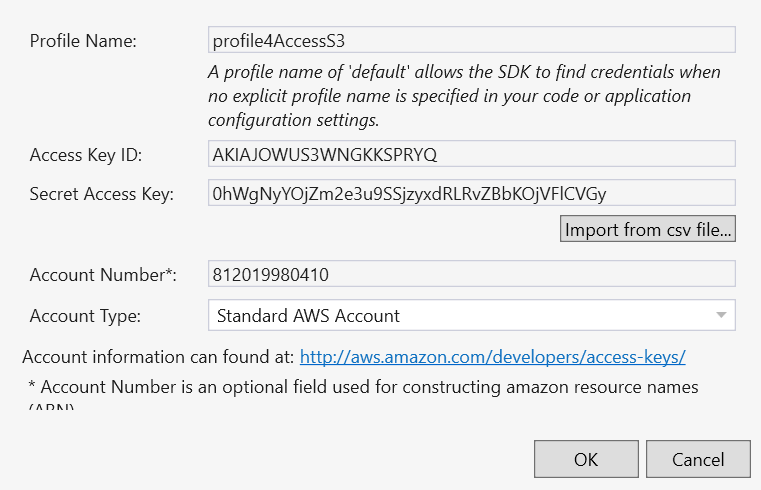 Profile Name: profile4AccessS3
A profile name of 'default' allows the SDK to find credentials when
no explicit profile name is specified in your code or application
configuration settings.
Access Key ID: AKIAJOWUS3WNGKKSPRYQ
Secret Access Key: 0hWgNyYOjZm2e3u9SSjzyxdRLRvZBbKOjVFlCVGy
Import from csv file...
Account Number*: 812019980410
Account Type: Standard AWS Account
Account information can found at: http://aws.amazon.com/developers/access-keys/
* Account Number is an optional field used for constructing amazon resource names
(ARN)
OK Cancel